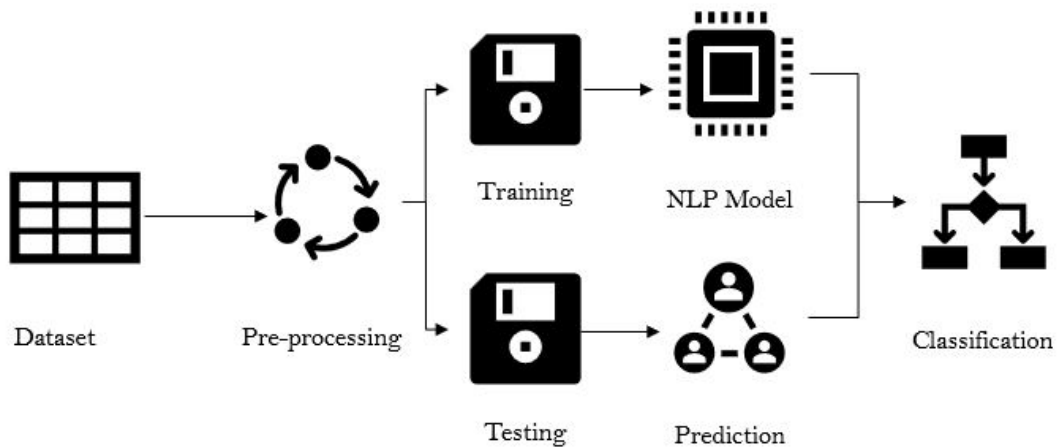 Training
NLP Model
Dataset
Pre-processing
Classification
Testing
Prediction